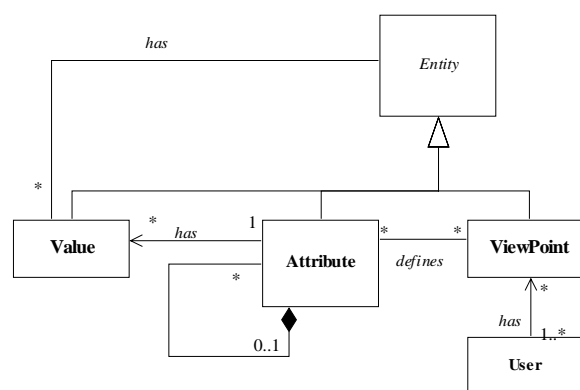 has
Entity
*
* has 1
* *
Value
Attribute
ViewPoint
*
defines
*
has
0..1
1..*
User